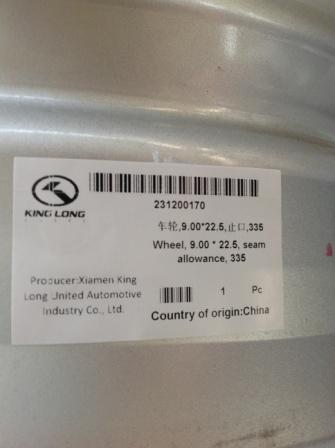 KING LONG
231200170
车轮,9.00*22.5,止口,335
Wheel, 9.00 * 22.5, seam
allowance, 335
Producer:Xiamen King
Long United Automotive
Industry Co., Ltd.
1 Pc
Country of origin:China